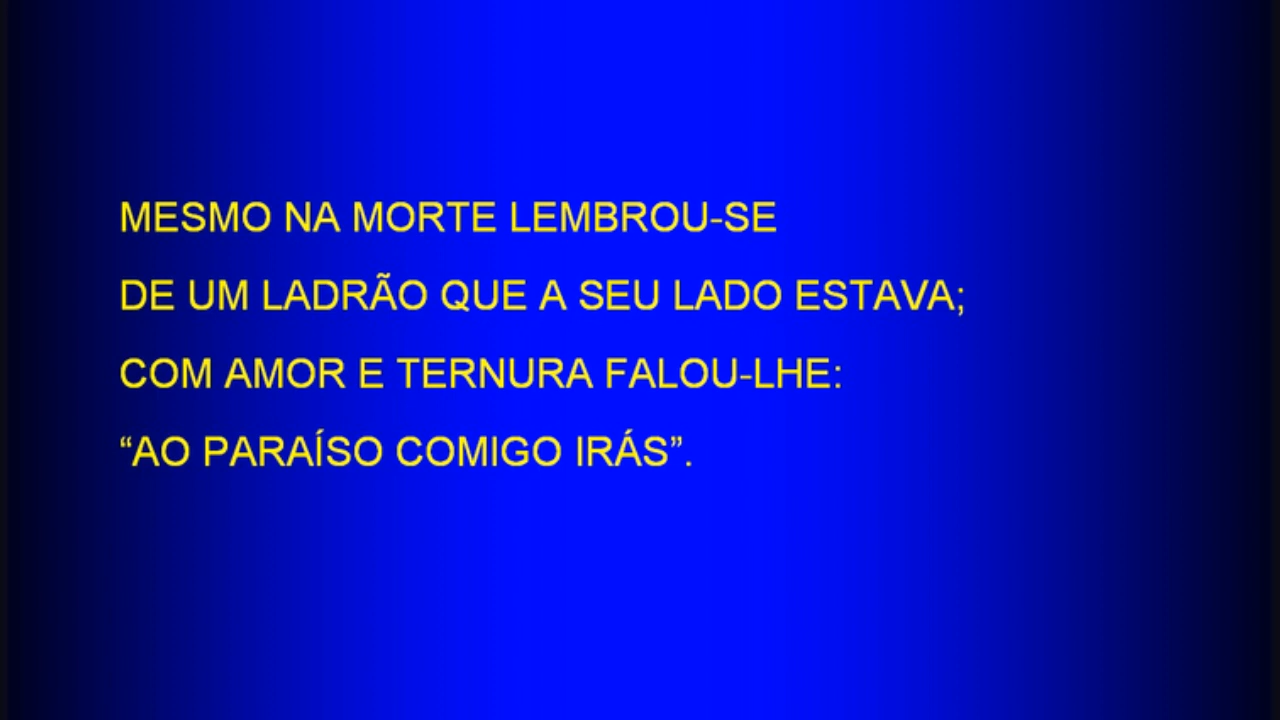 MESMO NA MORTE LEMBROU-SE
DE UM LADRÃO QUE A SEU LADO ESTAVA;
COM AMOR E TERNURA FALOU-LHE:
“AO PARAÍSO COMIGO IRÁS”.